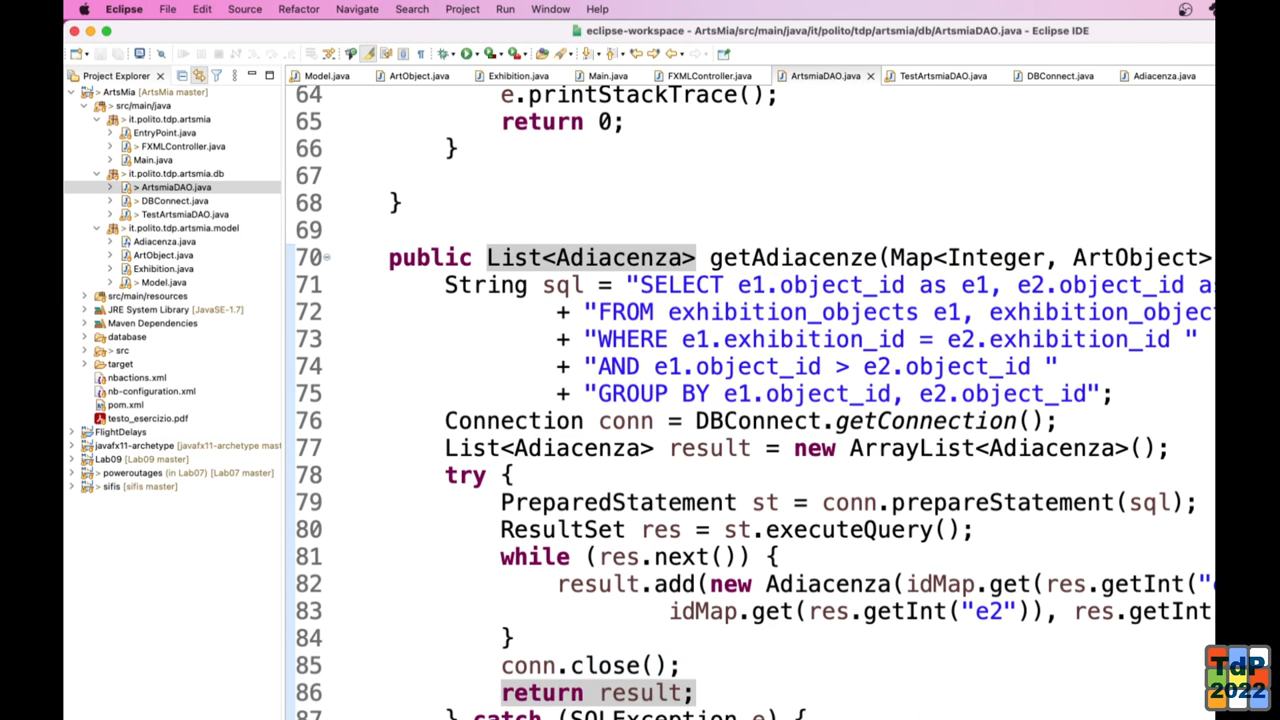 Eclipse File Edit Source Refactor Navigate Search Project Run Window Help
eclipse-workspace - ArtsMia/src/main/java/it/polito/tdp/artsmia/db/ArtsmiaDAO.java - Eclipse IDE
Project Explorer
Model.java ArtObject.java Exhibition.java Main.java FXMLController.java ArtsmiaDAO.java TestArtsmiaDAO.java DBConnect.java Adiacenza.java
> ArtsMia [ArtsMia master]
> src/main/java
> it.polito.tdp.artsmia
EntryPoint.java
> FXMLController.java
Main.java
> it.polito.tdp.artsmia.db
> ArtsmiaDAO.java
> DBConnect.java
> TestArtsmiaDAO.java
> it.polito.tdp.artsmia.model
Adiacenza.java
ArtObject.java
Exhibition.java
> Model.java
src/main/resources
JRE System Library [JavaSE-1.7]
Maven Dependencies
database
> src
target
nbactions.xml
nb-configuration.xml
pom.xml
testo_esercizio.pdf
FlightDelays
javafx11-archetype [javafx11-archetype mast
Lab09 [Lab09 master]
> poweroutages (in Lab07) [Lab07 master]
> sifis [sifis master]
64 e.printStackTrace();
65 return 0;
66 }
67
68 }
69
70 public List<Adiacenza> getAdiacenze(Map<Integer, ArtObject>
71 String sql = "SELECT e1.object_id as e1, e2.object_id as
72 + "FROM exhibition_objects e1, exhibition_objec
73 + "WHERE e1.exhibition_id = e2.exhibition_id "
74 + "AND e1.object_id > e2.object_id "
75 + "GROUP BY e1.object_id, e2.object_id";
76 Connection conn = DBConnect.getConnection();
77 List<Adiacenza> result = new ArrayList<Adiacenza>();
78 try {
79 PreparedStatement st = conn.prepareStatement(sql);
80 ResultSet res = st.executeQuery();
81 while (res.next()) {
82 result.add(new Adiacenza(idMap.get(res.getInt("e
83 idMap.get(res.getInt("e2")), res.getInt
84 }
85 conn.close();
86 return result;
87 } catch (SQLException e) {
TdP
2022